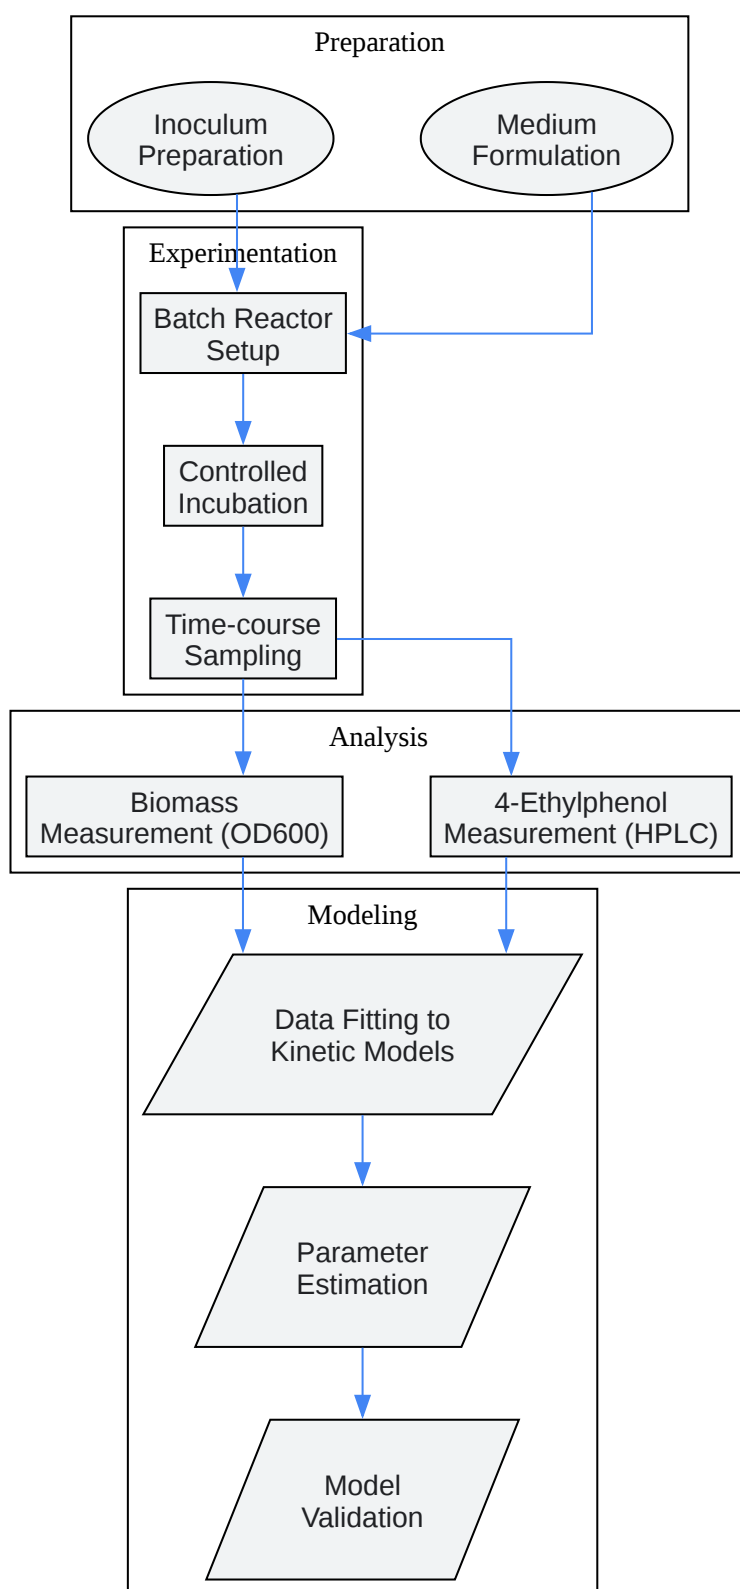 Preparation
Inoculum
Preparation
Medium
Formulation
Experimentation
Batch Reactor
Setup
Controlled
Incubation
Time-course
Sampling
Analysis
Biomass
Measurement (OD600)
4-Ethylphenol
Measurement (HPLC)
Modeling
Data Fitting to
Kinetic Models
Parameter
Estimation
Model
Validation